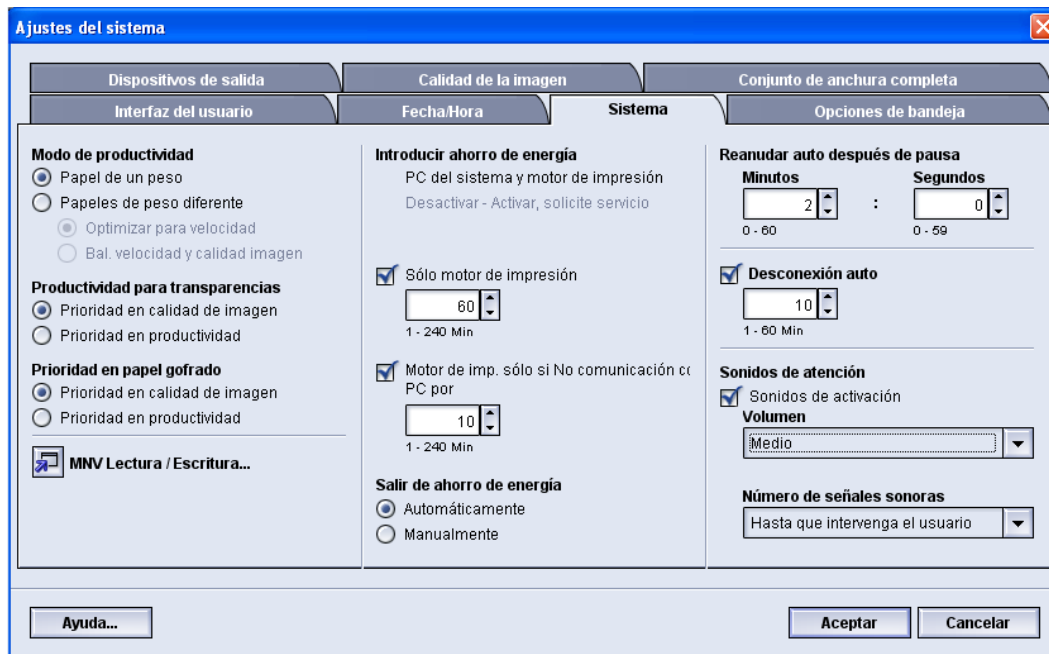 Ajustes del sistema
Dispositivos de salida
Calidad de la imagen
Conjunto de anchura completa
Interfaz del usuario
Fecha/Hora
Sistema
Opciones de bandeja
Modo de productividad
Papel de un peso
Papeles de peso diferente
Optimizar para velocidad
Bal. velocidad y calidad imagen
Productividad para transparencias
Prioridad en calidad de imagen
Prioridad en productividad
Prioridad en papel gofrado
Prioridad en calidad de imagen
Prioridad en productividad
MNV Lectura / Escritura...
Introducir ahorro de energía
PC del sistema y motor de impresión
Desactivar - Activar, solicite servicio
Sólo motor de impresión
60
1 - 240 Min
Motor de imp. sólo si No comunicación co
PC por
10
1 - 240 Min
Salir de ahorro de energía
Automáticamente
Manualmente
Reanudar auto después de pausa
Minutos
Segundos
2 : 0
0 - 60
0 - 59
Desconexión auto
10
1 - 60 Min
Sonidos de atención
Sonidos de activación
Volumen
Medio
Número de señales sonoras
Hasta que intervenga el usuario
Ayuda...
Aceptar
Cancelar